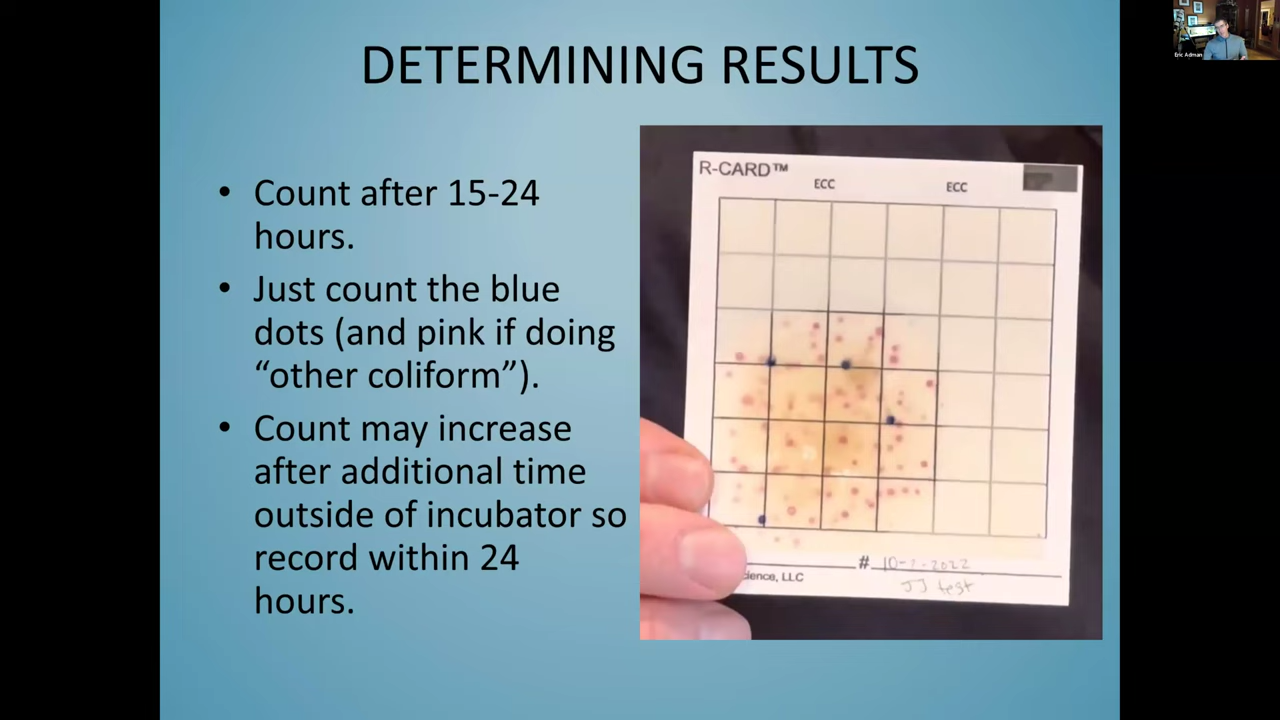 DETERMINING RESULTS
• Count after 15-24
hours.
• Just count the blue
dots (and pink if doing
“other coliform”).
• Count may increase
after additional time
outside of incubator so
record within 24
hours.
R-CARD™
ECC ECC
# 10-7-2022
ience, LLC
JJ test
Eric Adman